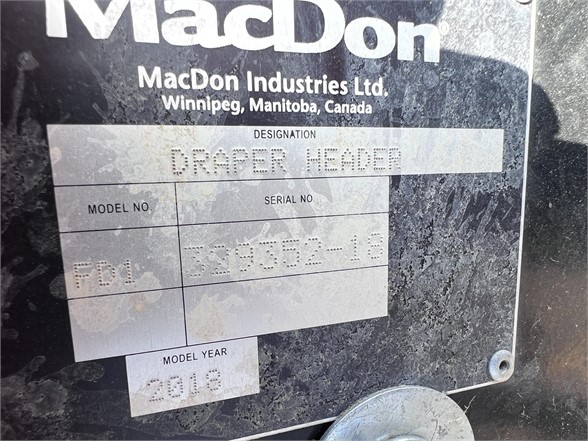 MacDon
MacDon Industries Ltd.
Winnipeg, Manitoba, Canada
DESIGNATION
DRAPER HEADER
MODEL NO.
SERIAL NO
FD1
329352-18
MODEL YEAR
2018